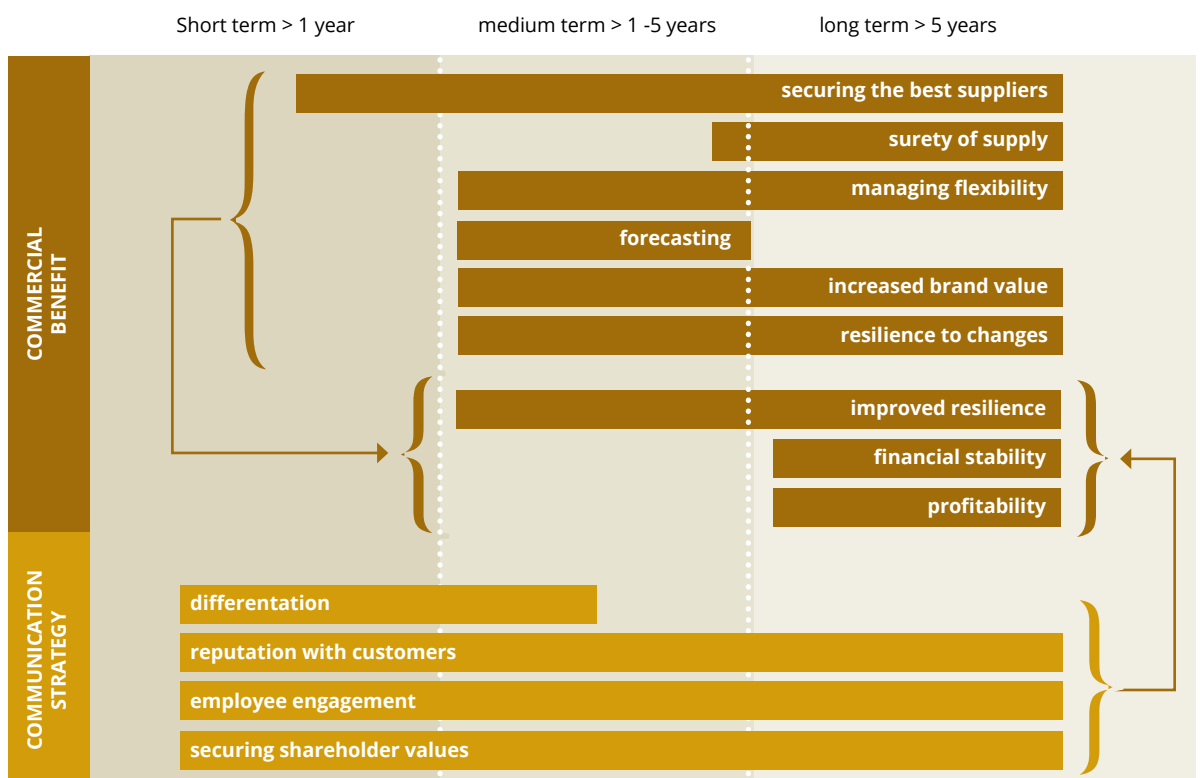 Short term > 1 year
medium term > 1 -5 years
long term > 5 years
COMMERCIAL
BENEFIT
securing the best suppliers
surety of supply
managing flexibility
forecasting
increased brand value
resilience to changes
improved resilience
financial stability
profitability
COMMUNICATION
STRATEGY
differentation
reputation with customers
employee engagement
securing shareholder values